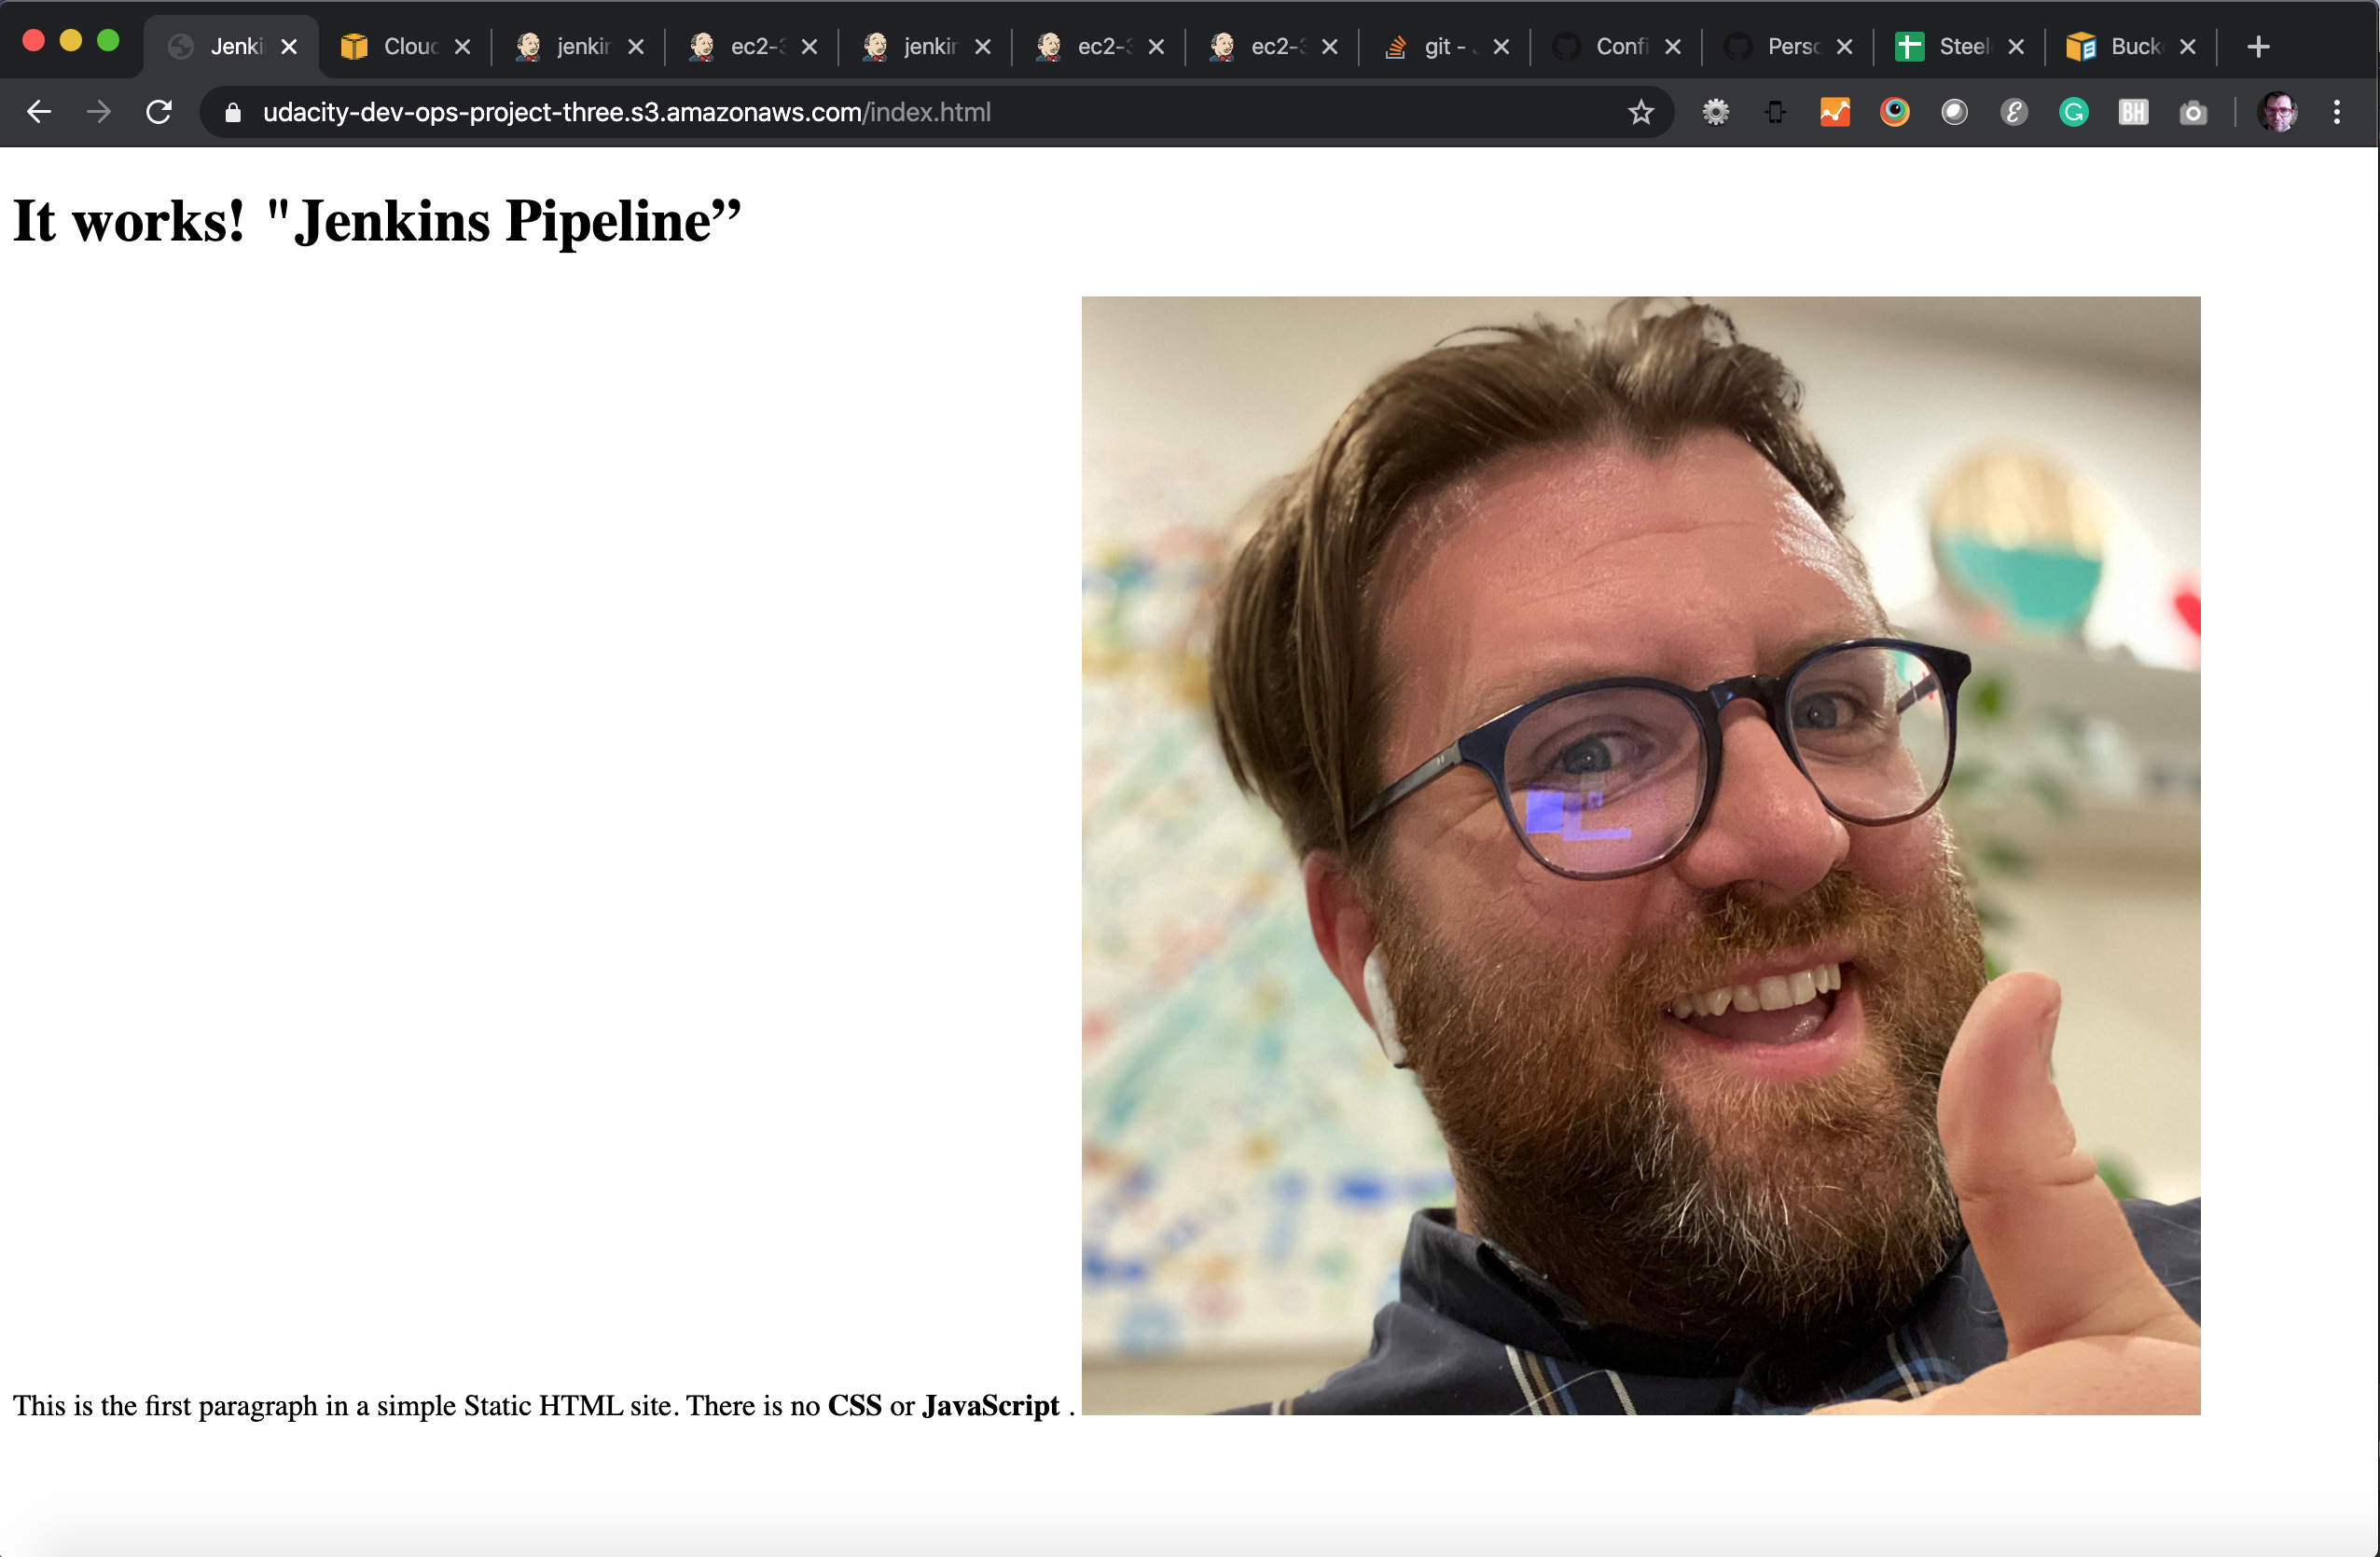 Jenki
Clouc
jenkir
ec2-3
jenkir
ec2-3
ec2-3
git -
Confi
Perso
Steel
Buck
udacity-dev-ops-project-three.s3.amazonaws.com/index.html
BH
It works! "Jenkins Pipeline”
This is the first paragraph in a simple Static HTML site. There is no CSS or JavaScript .